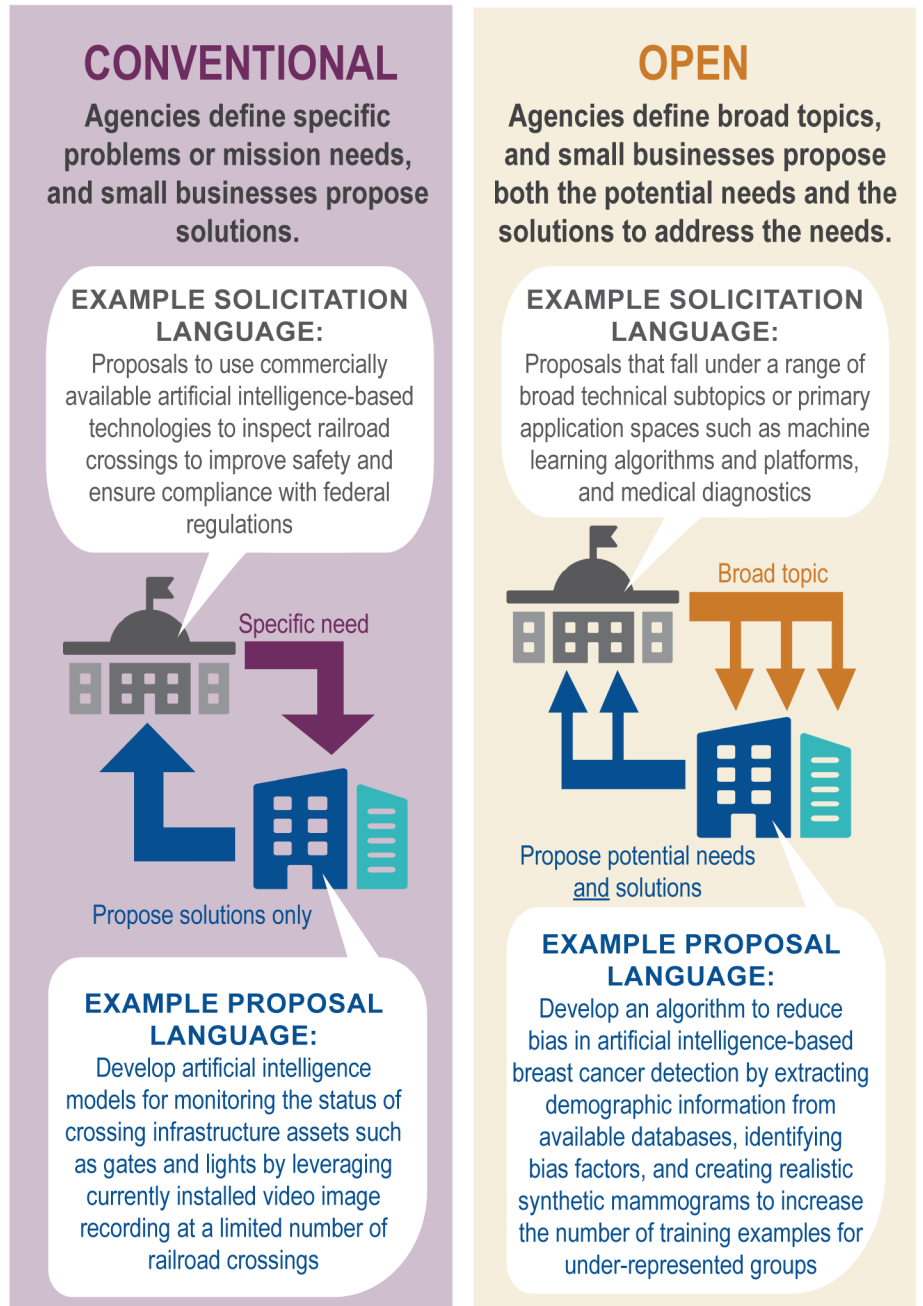 CONVENTIONAL
Agencies define specific
problems or mission needs,
and small businesses propose
solutions.
EXAMPLE SOLICITATION
LANGUAGE:
Proposals to use commercially
available artificial intelligence-based
technologies to inspect railroad
crossings to improve safety and
ensure compliance with federal
regulations
Specific need
Propose solutions only
EXAMPLE PROPOSAL
LANGUAGE:
Develop artificial intelligence
models for monitoring the status of
crossing infrastructure assets such
as gates and lights by leveraging
currently installed video image
recording at a limited number of
railroad crossings
OPEN
Agencies define broad topics,
and small businesses propose
both the potential needs and the
solutions to address the needs.
EXAMPLE SOLICITATION
LANGUAGE:
Proposals that fall under a range of
broad technical subtopics or primary
application spaces such as machine
learning algorithms and platforms,
and medical diagnostics
Broad topic
Propose potential needs
and solutions
EXAMPLE PROPOSAL
LANGUAGE:
Develop an algorithm to reduce
bias in artificial intelligence-based
breast cancer detection by extracting
demographic information from
available databases, identifying
bias factors, and creating realistic
synthetic mammograms to increase
the number of training examples for
under-represented groups